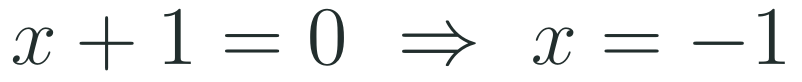 x + 1 = 0 ⇒ x = −1